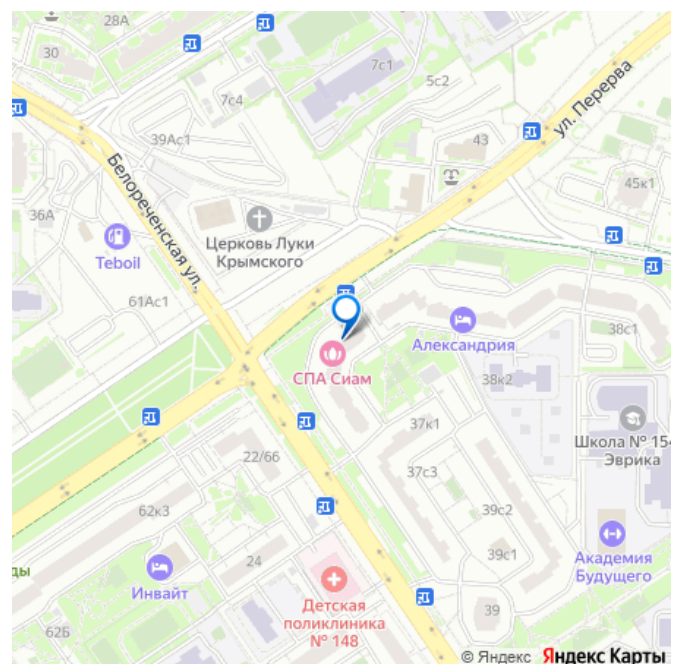 28А
30
7с1
5с2
7с4
ул. Перерва
39Ас1
43
Белореченская ул.
45к1
36А
Церковь Луки
Крымского
Teboil
61Ас1
Александрия
38с1
СПА Сиам
38к2
37к1
Школа № 154
Эврика
22/66
37с3
62к3
39с2
24
39с1
Академия
Будущего
ды
Инвайт
Детская
поликлиника
№ 148
39
62Б
© Яндекс Яндекс Карты